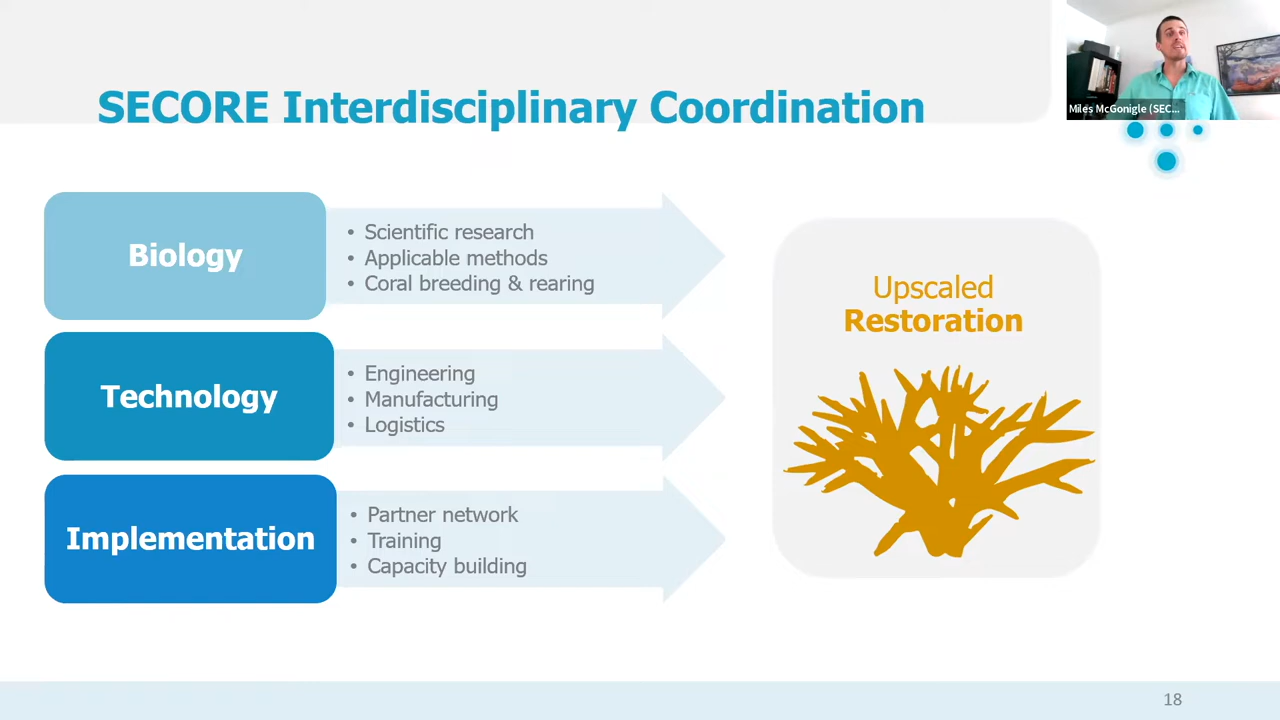 Miles McGonigle (SEC...
SECORE Interdisciplinary Coordination
Biology
• Scientific research
• Applicable methods
• Coral breeding & rearing
Technology
• Engineering
• Manufacturing
• Logistics
Implementation
• Partner network
• Training
• Capacity building
Upscaled
Restoration
18